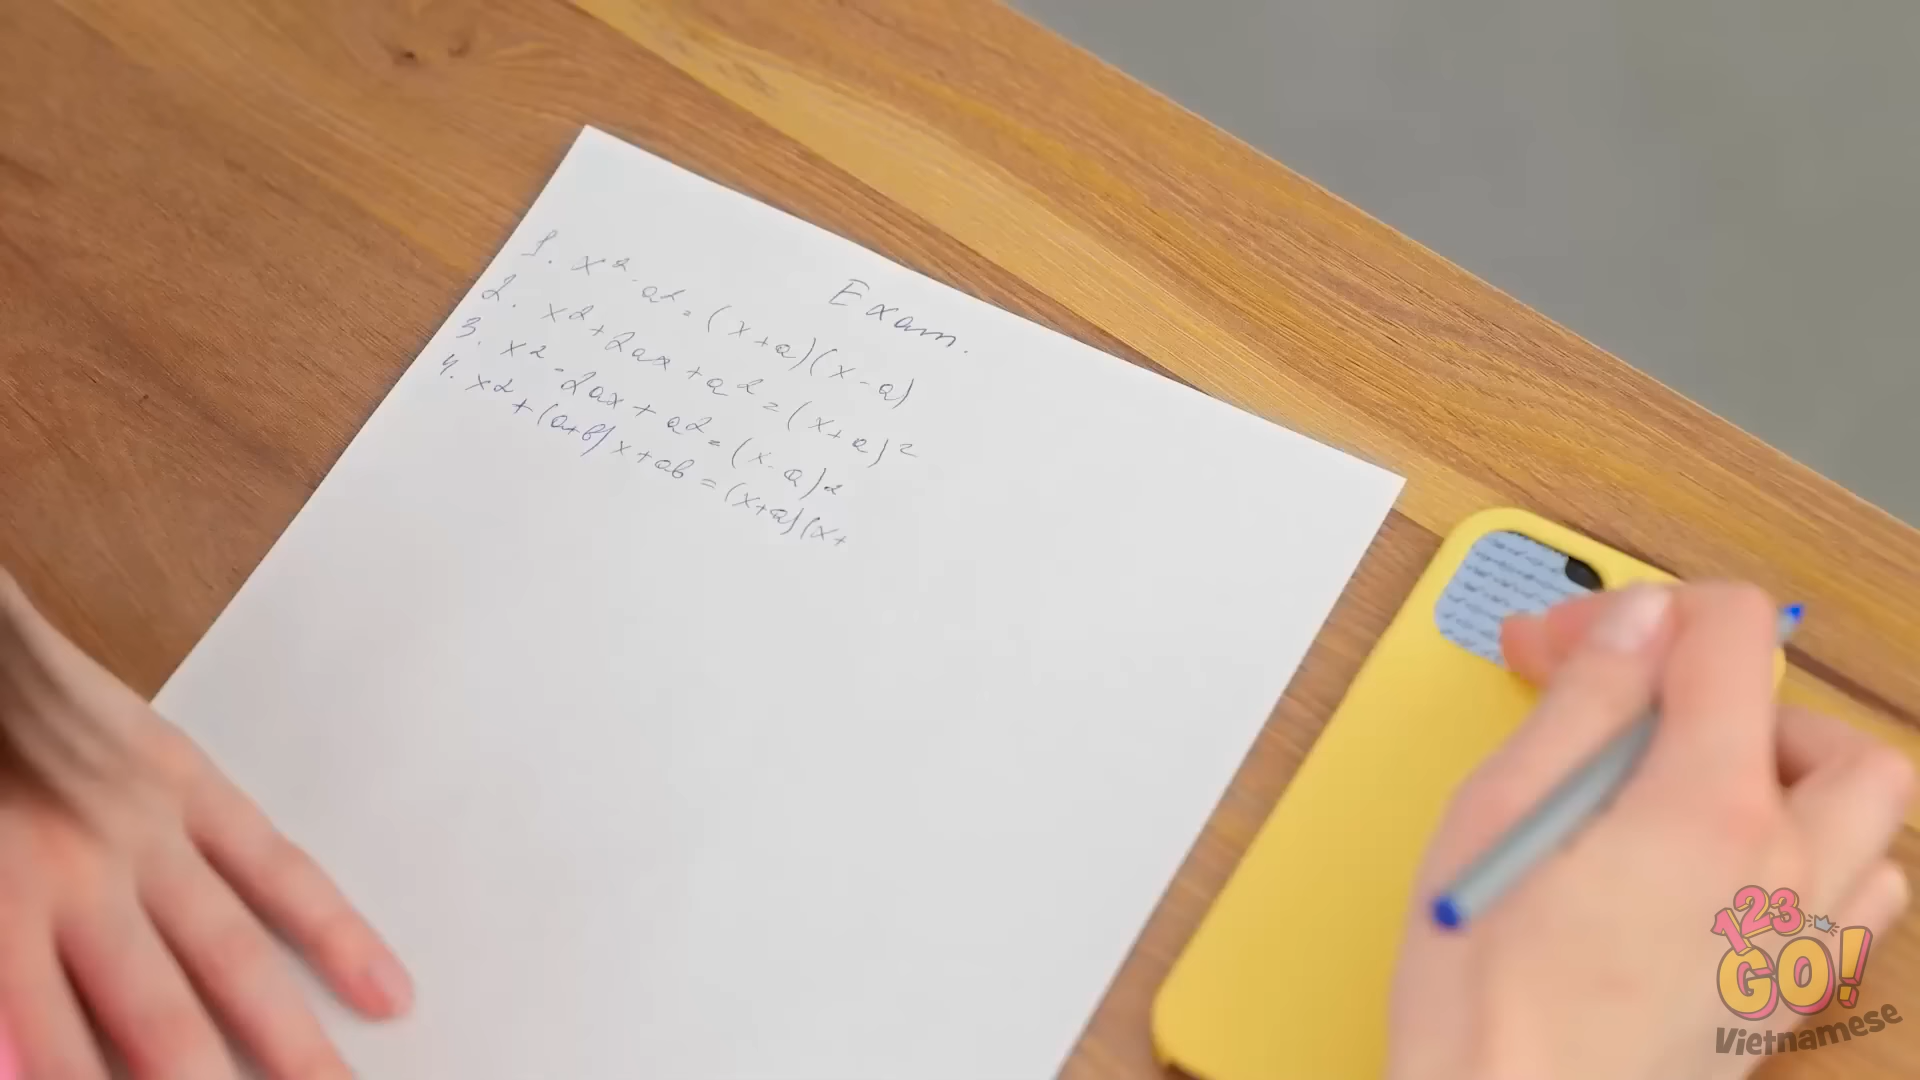 Exam.
1. x2 - a2 = (x+a)(x-a)
2. x2 + 2ax + a2 = (x+a)2
3. x2 - 2ax + a2 = (x-a)2
4. x2 + (a+b)x + ab = (x+a)(x+
123
GO!
Vietnamese